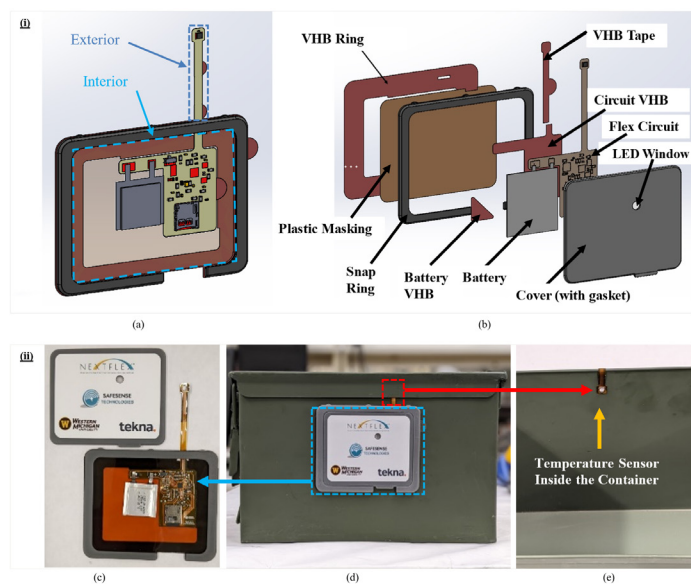 (i)
Exterior
Interior
(a)
VHB Ring
VHB Tape
Circuit VHB
Flex Circuit
LED Window
Plastic Masking
Snap
Ring
Battery
VHB
Battery
Cover (with gasket)
(b)
(ii)
NEXTFLEX
SAFESENSE
TECHNOLOGIES
WESTERN
MICHIGAN
UNIVERSITY
tekna.
(c)
NEXTFLEX
SAFESENSE
TECHNOLOGIES
WESTERN
MICHIGAN
tekna.
(d)
Temperature Sensor
Inside the Container
(e)